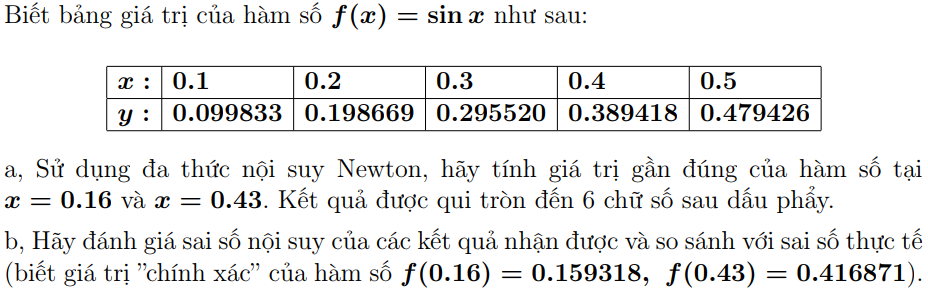 Biết bảng giá trị của hàm số f(x) = sin x như sau:
x : 0.1 0.2 0.3 0.4 0.5
y : 0.099833 0.198669 0.295520 0.389418 0.479426
a, Sử dụng đa thức nội suy Newton, hãy tính giá trị gần đúng của hàm số tại
x = 0.16 và x = 0.43. Kết quả được qui tròn đến 6 chữ số sau dấu phẩy.
b, Hãy đánh giá sai số nội suy của các kết quả nhận được và so sánh với sai số thực tế
(biết giá trị "chính xác" của hàm số f(0.16) = 0.159318, f(0.43) = 0.416871).